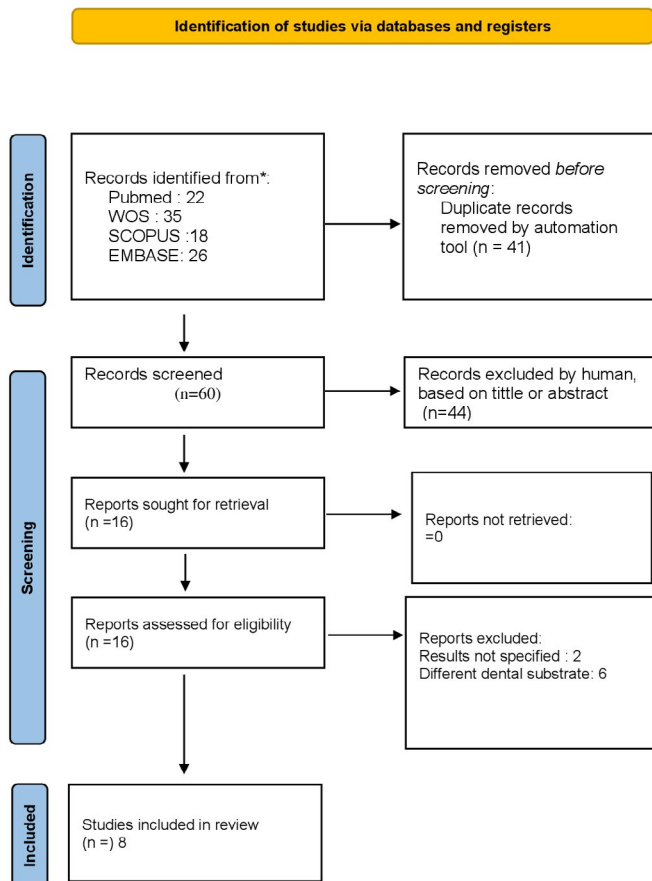 Identification of studies via databases and registers
Identification
Records identified from*:
Pubmed : 22
WOS : 35
SCOPUS :18
EMBASE: 26
Records removed before
screening:
Duplicate records
removed by automation
tool (n = 41)
Screening
Records screened
(n=60)
Records excluded by human,
based on tittle or abstract
(n=44)
Reports sought for retrieval
(n =16)
Reports not retrieved:
=0
Reports assessed for eligibility
(n =16)
Reports excluded:
Results not specified : 2
Different dental substrate: 6
Included
Studies included in review
(n =) 8